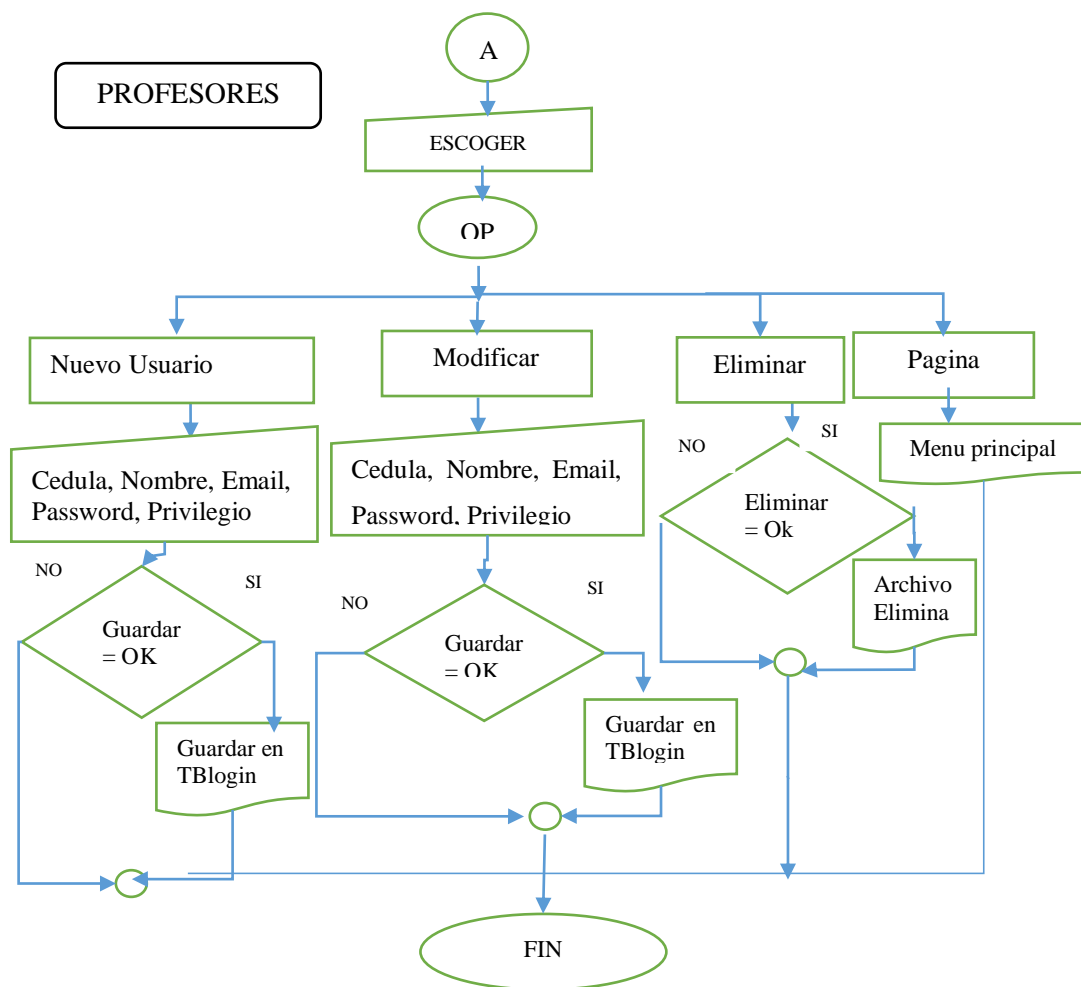 A
PROFESORES
ESCOGER
OP
Nuevo Usuario
Modificar
Eliminar
Pagina
Cedula, Nombre, Email,
Password, Privilegio
Cedula, Nombre, Email,
Password, Privilegio
NO
SI
Eliminar
= Ok
Menu principal
Archivo
Elimina
NO
SI
Guardar
= OK
Guardar en
TBlogin
NO
SI
Guardar
= OK
Guardar en
TBlogin
FIN